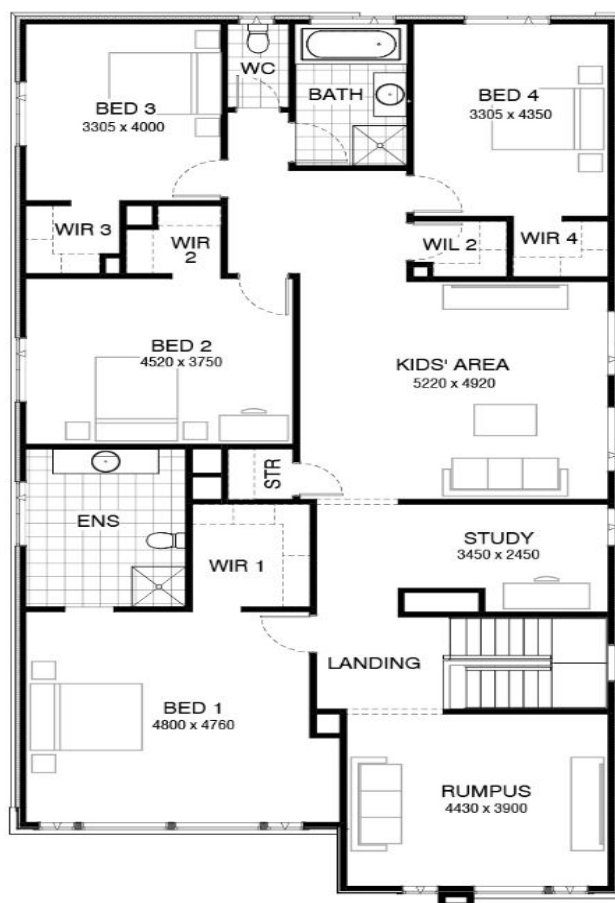 WC
BED 3
3305 x 4000
BATH
BED 4
3305 x 4350
WIR 3
WIR
2
WIL 2
WIR 4
BED 2
4520 x 3750
KIDS' AREA
5220 x 4920
STR
ENS
WIR 1
STUDY
3450 x 2450
LANDING
BED 1
4800 x 4760
RUMPUS
4430 x 3900